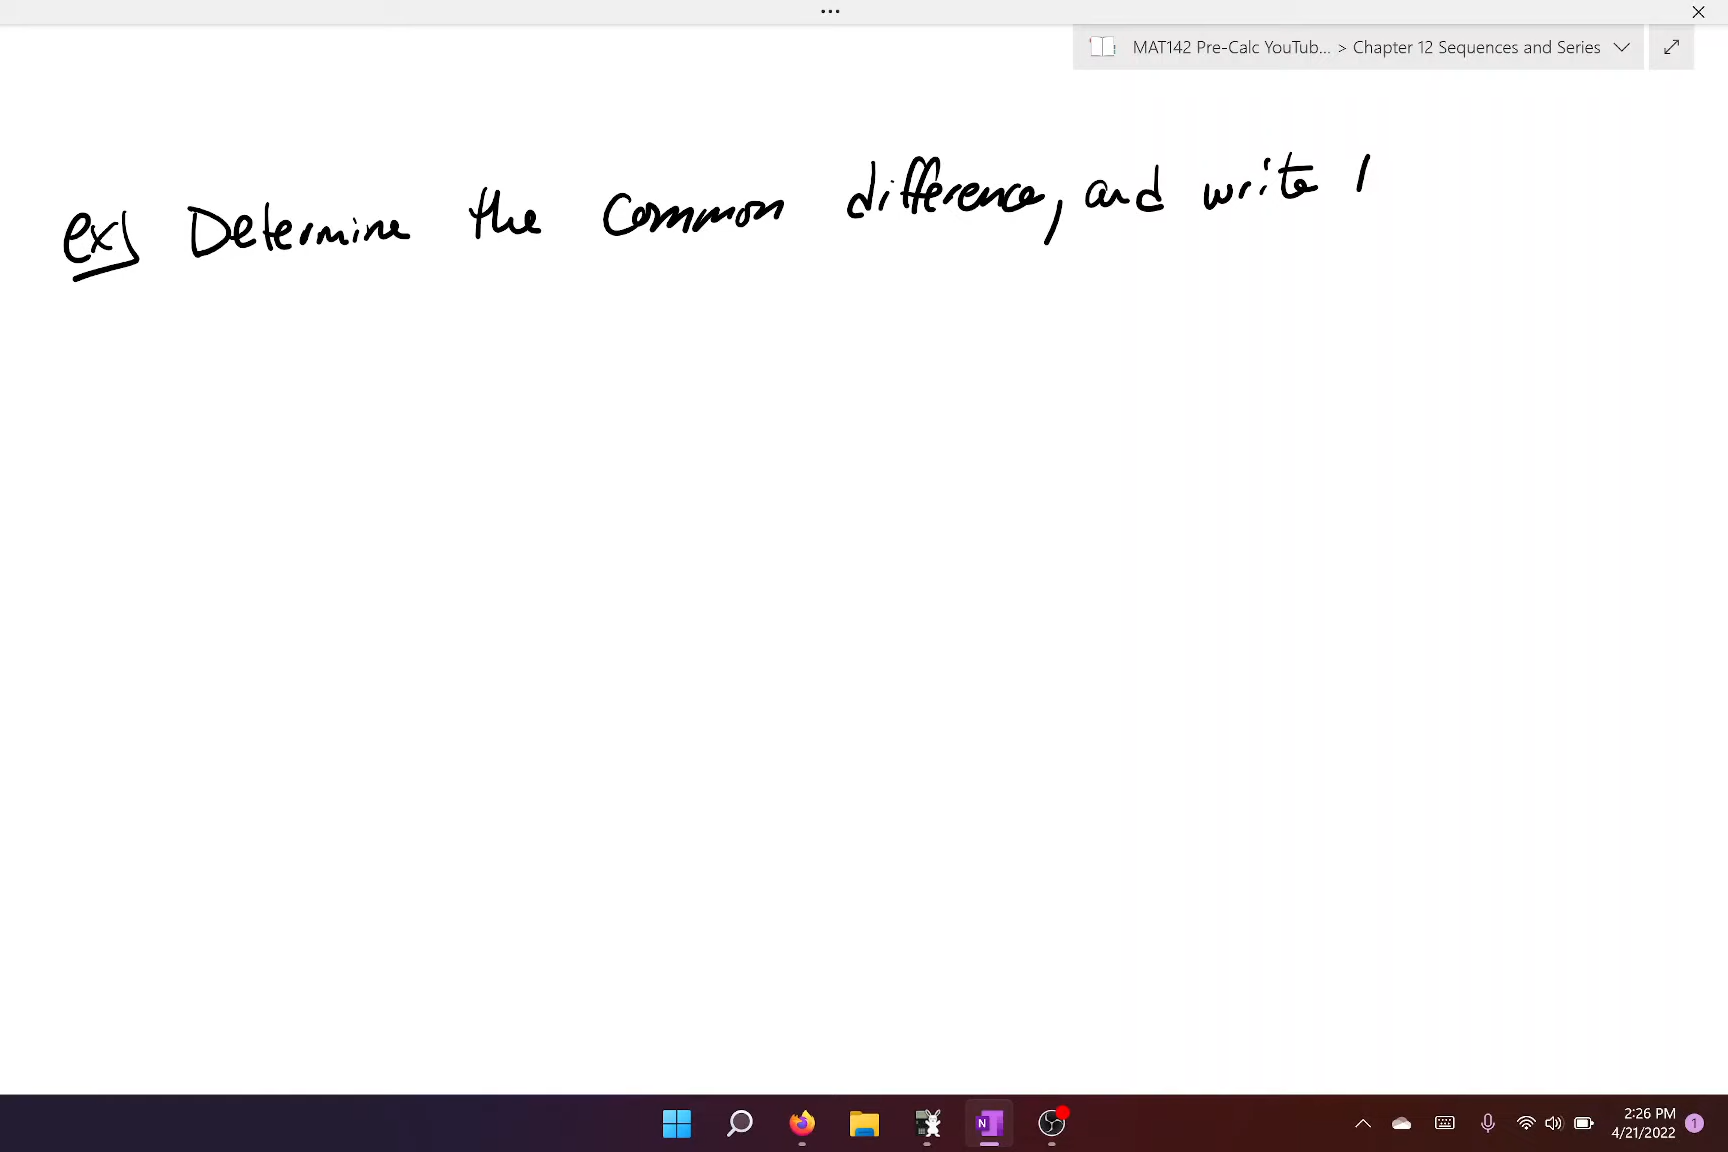 MAT142 Pre-Calc YouTub... > Chapter 12 Sequences and Series
ex) Determine the common difference, and write
2:26 PM
4/21/2022
1